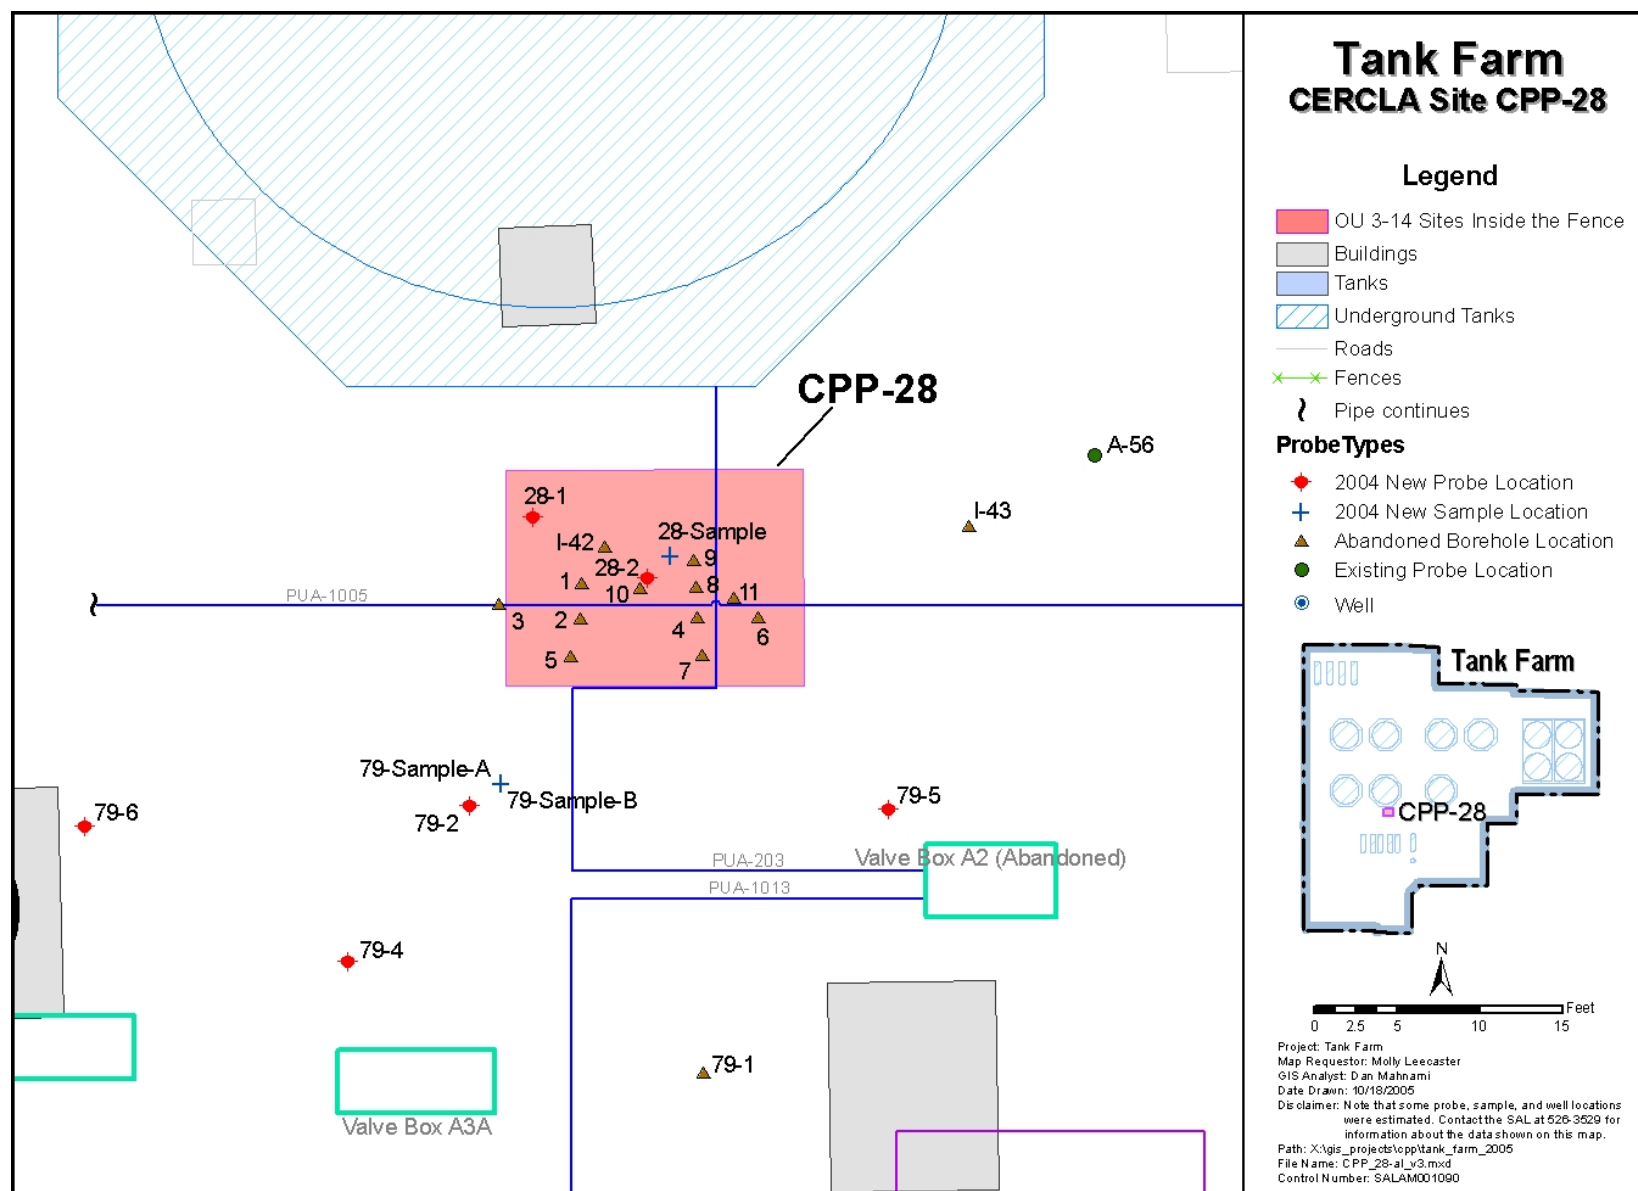 Tank Farm
CERCLA Site CPP-28
Legend
OU 3-14 Sites Inside the Fence
Buildings
Tanks
Underground Tanks
Roads
Fences
Pipe continues
Probe Types
2004 New Probe Location
2004 New Sample Location
Abandoned Borehole Location
Existing Probe Location
Well
Tank Farm
CPP-28
N
Feet
0 2.5 5 10 15
Project: Tank Farm
Map Requestor: Molly Leecaster
GIS Analyst: Dan Mahnami
Date Drawn: 10/18/2005
Disclaimer: Note that some probe, sample, and well locations
were estimated. Contact the SAL at 526-3529 for
information about the data shown on this map.
Path: X:\gis_projects\cpp\tank_farm_2005
File Name: CPP_28-al_v3.mxd
Control Number: SALAM001090
CPP-28
A-56
28-1
I-43
28-Sample
I-42
9
28-2
1
10
8
11
PUA-1005
3
2
4
6
5
7
79-Sample-A
79-Sample-B
79-6
79-2
79-5
PUA-203
Valve Box A2 (Abandoned)
PUA-1013
79-4
79-1
Valve Box A3A